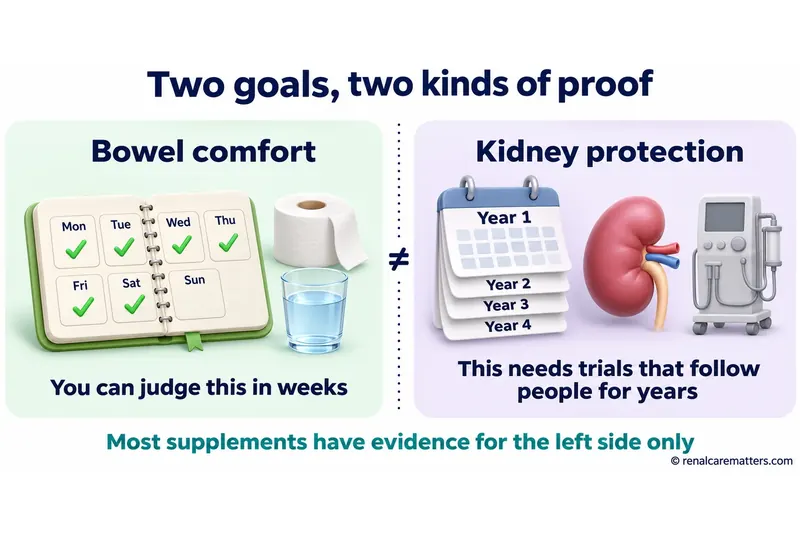 Two goals, two kinds of proof
Bowel comfort
Mon Tue Wed Thu
Fri Sat Sun
You can judge this in weeks
≠
Kidney protection
Year 1
Year 2
Year 3
Year 4
This needs trials that follow
people for years
Most supplements have evidence for the left side only
© renalcarematters.com